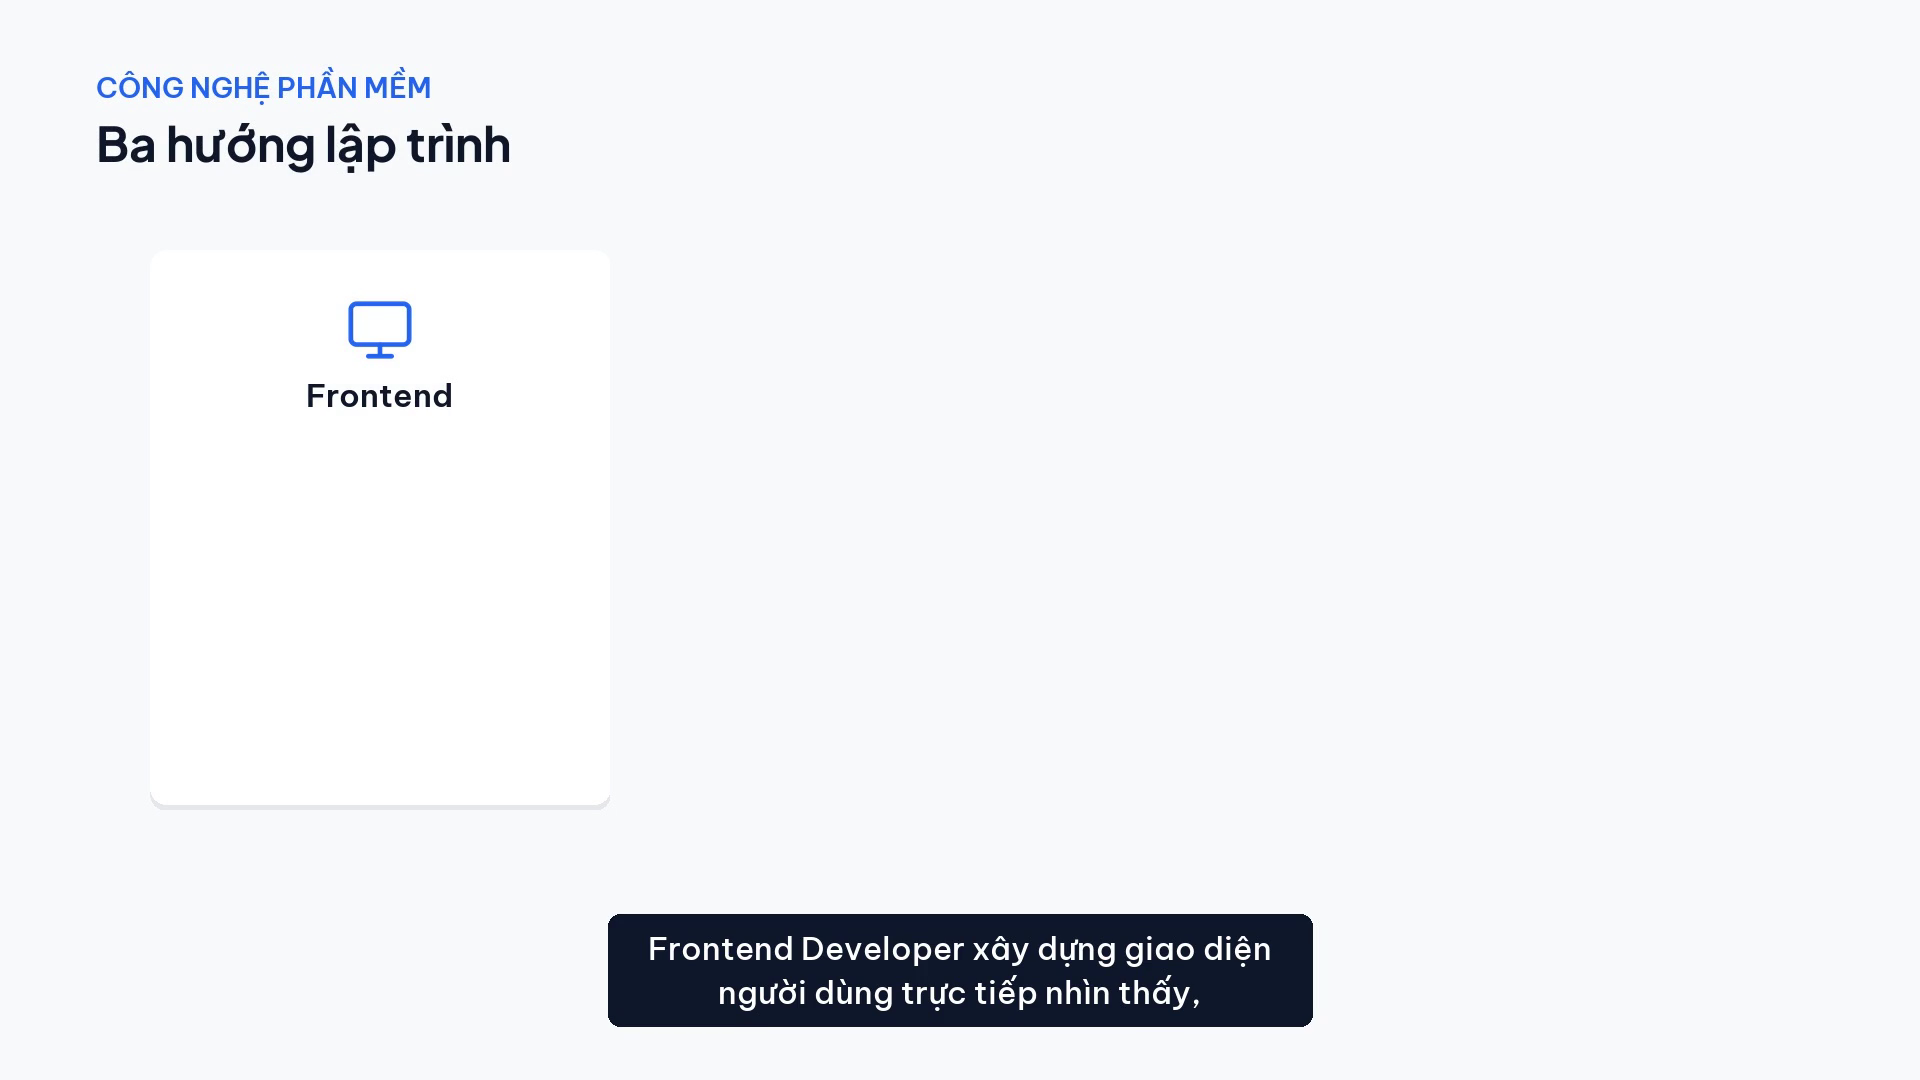 CÔNG NGHỆ PHẦN MỀM
Ba hướng lập trình
Frontend
Frontend Developer xây dựng giao diện
người dùng trực tiếp nhìn thấy,